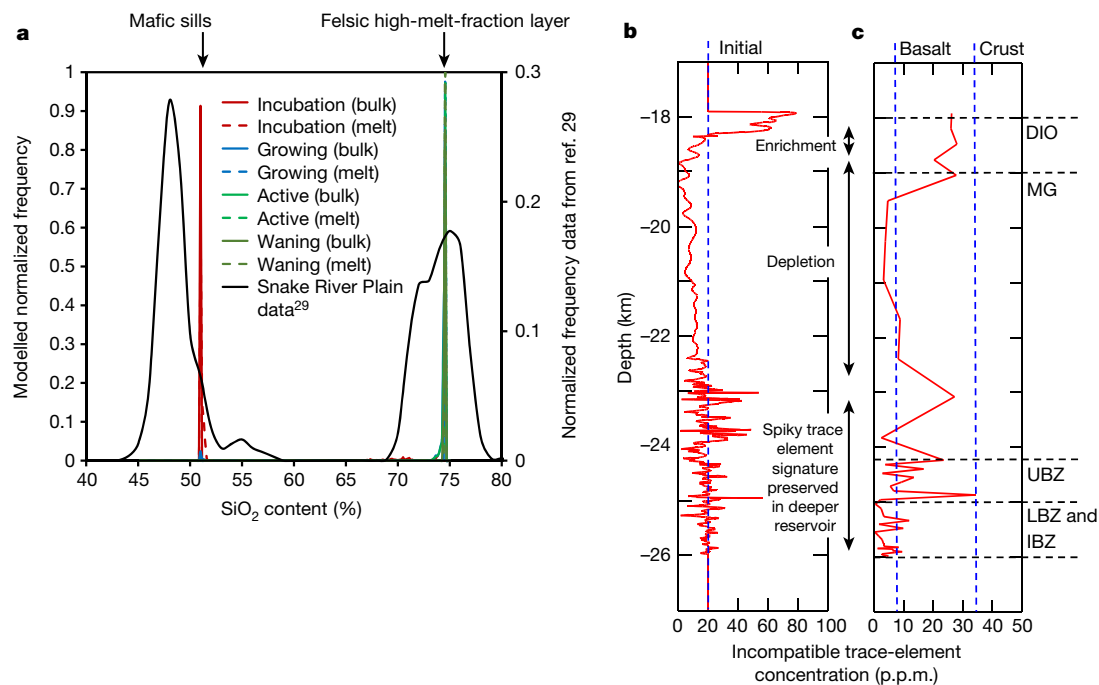 Mafic sills
Felsic high-melt-fraction layer
a
Modelled normalized frequency
1
0.9
0.8
0.7
0.6
0.5
0.4
0.3
0.2
0.1
0
40 45 50 55 60 65 70 75 80
SiO2 content (%)
Incubation (bulk)
Incubation (melt)
Growing (bulk)
Growing (melt)
Active (bulk)
Active (melt)
Waning (bulk)
Waning (melt)
Snake River Plain
data29
0.3
0.2
0.1
0
Normalized frequency data from ref. 29
b
Initial
Depth (km)
–18
–20
–22
–24
–26
0 20 40 60 80 100
Enrichment
Depletion
Spiky trace
element
signature
preserved
in deeper
reservoir
c
Basalt Crust
DIO
MG
UBZ
LBZ and
IBZ
0 10 20 30 40 50
Incompatible trace-element
concentration (p.p.m.)